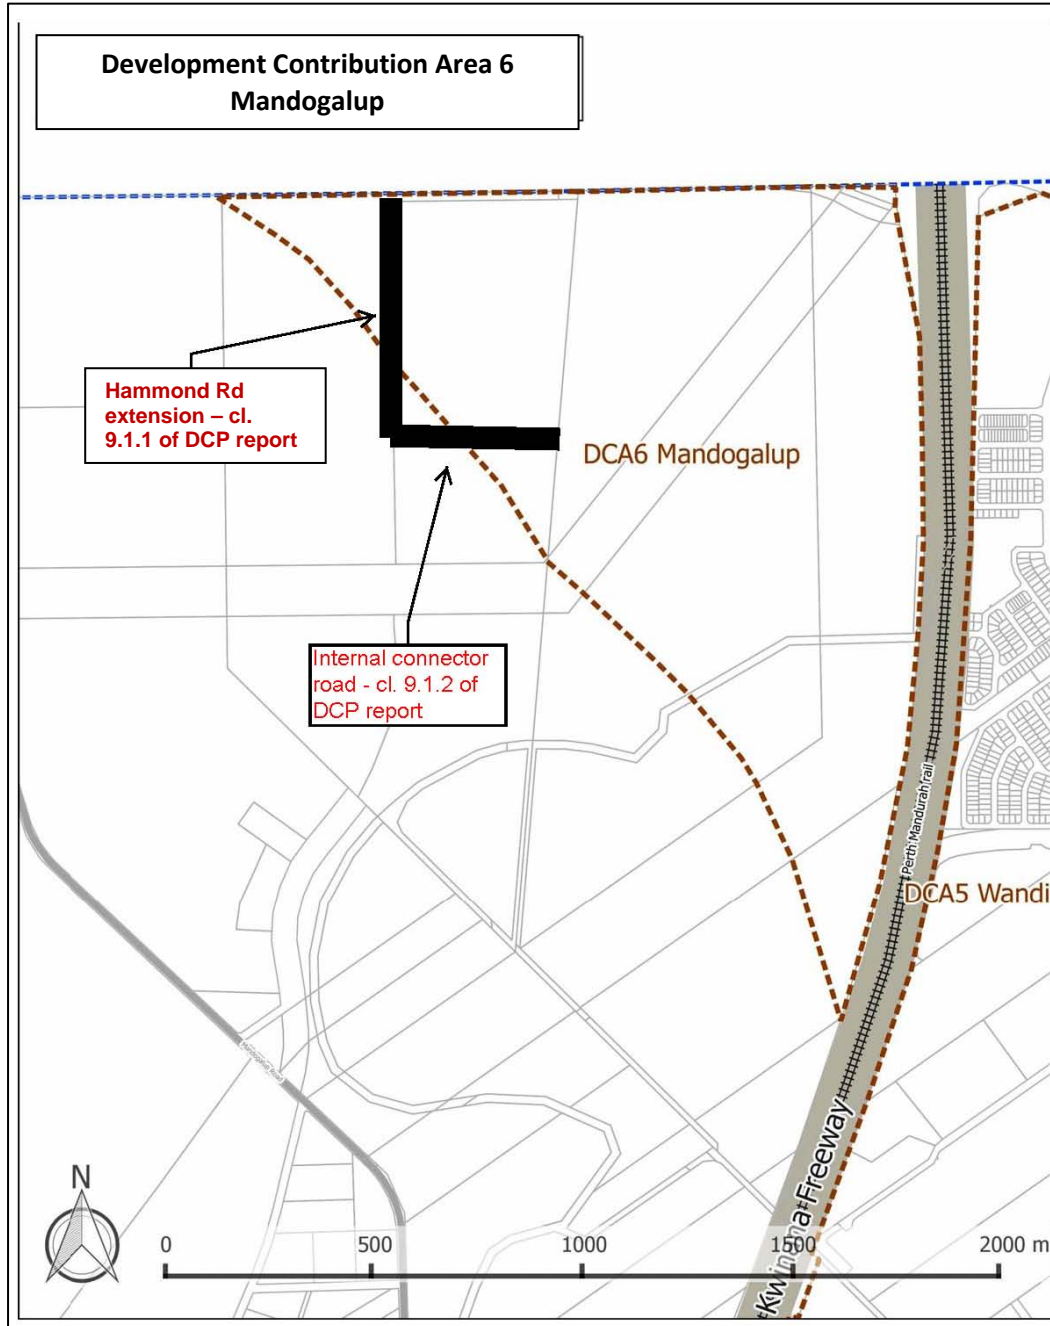 Development Contribution Area 6
Mandogalup
Hammond Rd
extension – cl.
9.1.1 of DCP report
DCA6 Mandogalup
Internal connector
road - cl. 9.1.2 of
DCP report
Perth Mandurah rail
DCA5 Wandi
Kwinana Freeway
N
0
500
1000
1500
2000 m